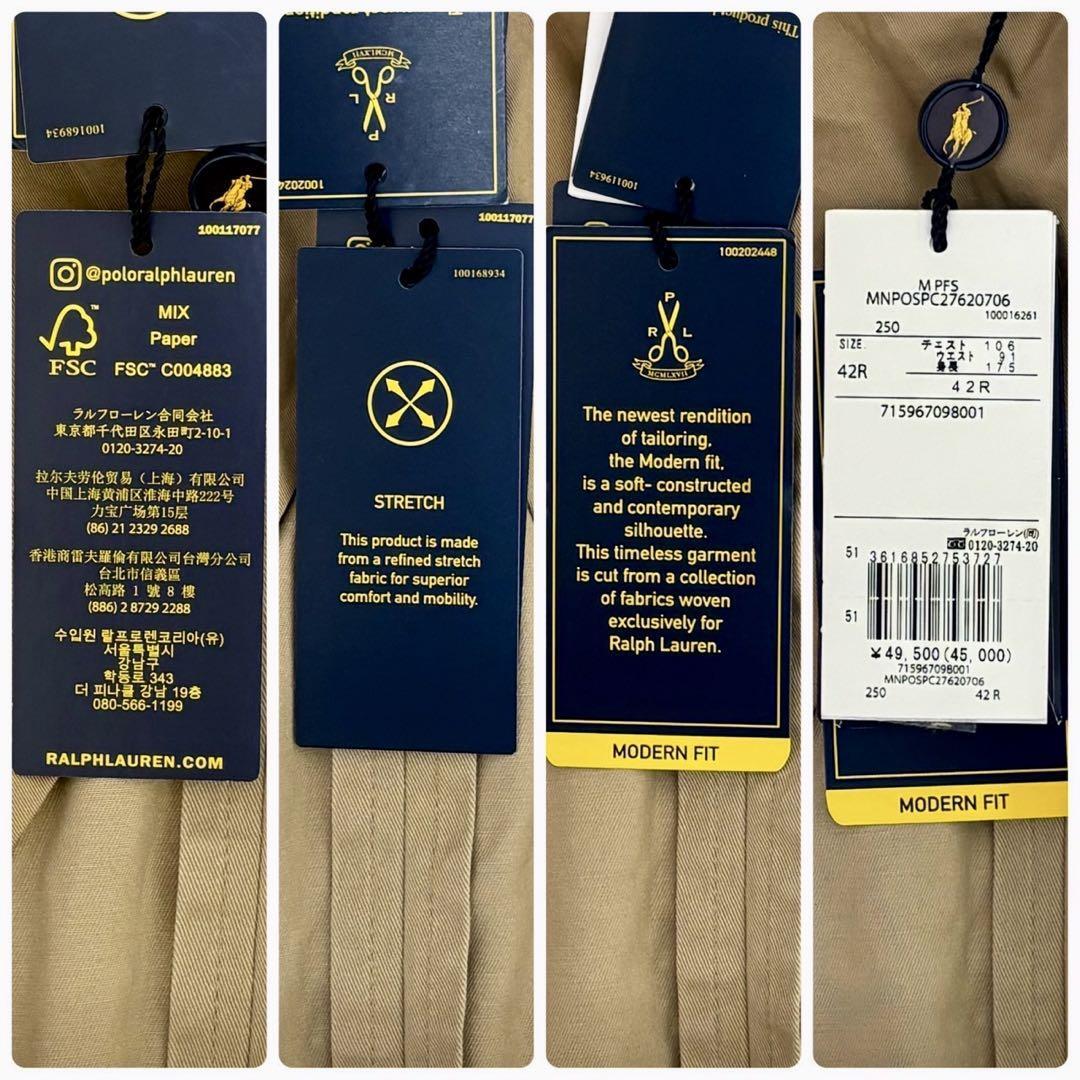 100168934
100117077
@poloralphlauren
MIX
Paper
FSC™
FSC™ C004883
ラルフローレン合同会社
東京都千代田区永田町2-10-1
0120-3274-20
拉尔夫劳伦贸易（上海）有限公司
中国上海黄浦区淮海中路222号
力宝广场第15层
(86) 21 2329 2688
香港商雷夫羅倫有限公司台灣分公司
台北市信義區
松高路 1 號 8 樓
(886) 2 8729 2288
수입원 랄프로렌코리아(유)
서울특별시
강남구
학동로 343
더 피나클 강남 19층
080-566-1199
RALPHLAUREN.COM
MCMLXVII
R L
P
100117077
100168934
STRETCH
This product is made
from a refined stretch
fabric for superior
comfort and mobility.
This product
100119634
100202448
P
R L
MCMLXVII
The newest rendition
of tailoring,
the Modern fit,
is a soft- constructed
and contemporary
silhouette.
This timeless garment
is cut from a collection
of fabrics woven
exclusively for
Ralph Lauren.
MODERN FIT
M PFS
MNPOSPC27620706
100016261
250
SIZE
チェスト 106
ウエスト 91
身長 175
42R
42R
715967098001
ラルフローレン(同)
0120-3274-20
51
3616852753727
51
¥49,500(45,000)
715967098001
MNPOSPC27620706
250 42R
MODERN FIT